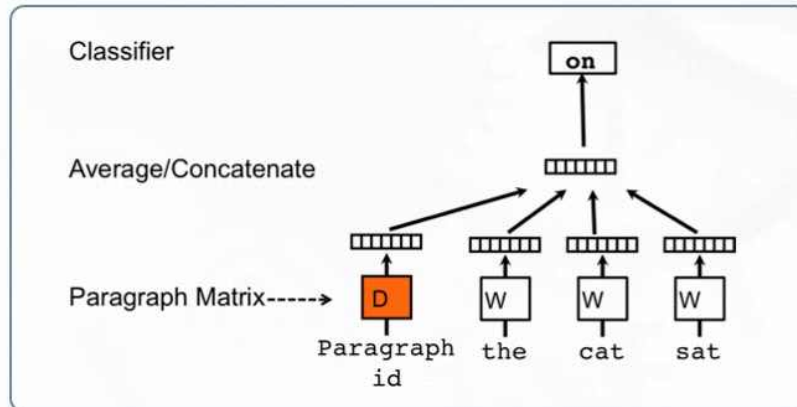 Classifier
on
Average/Concatenate
Paragraph Matrix
D
W
W
W
Paragraph
id
the
cat
sat